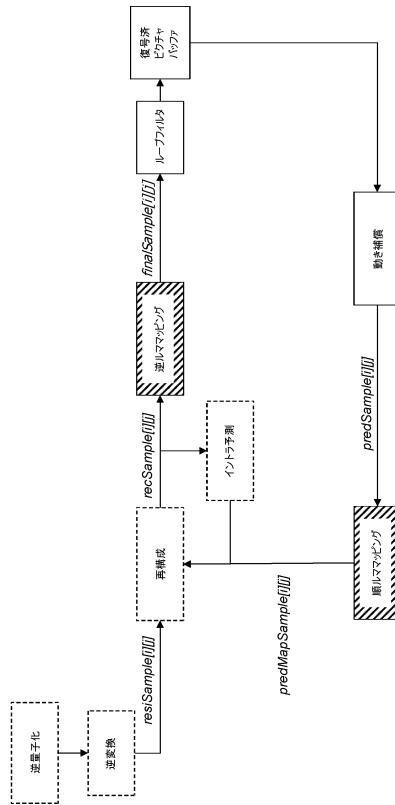 逆量子化
逆変換
resiSample[i][j]
再構成
recSample[i][j]
イントラ予測
逆ルママッピング
finalSample[i][j]
ループフィルタ
復号済
ピクチャ
バッファ
動き補償
predSample[i][j]
順ルママッピング
predMapSample[i][j]